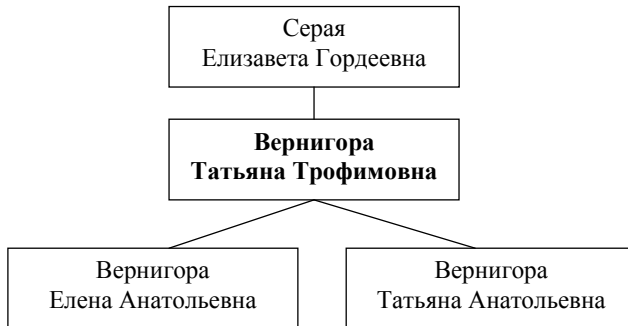 Серая
Елизавета Гордеевна
Вернигора
Татьяна Трофимовна
Вернигора
Елена Анатольевна
Вернигора
Татьяна Анатольевна